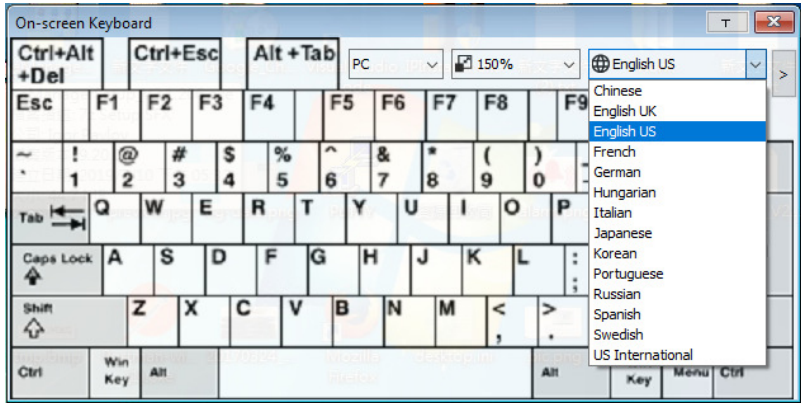 On-screen Keyboard
T
Ctrl+Alt +Del
Ctrl+Esc
Alt +Tab
PC
150%
English US
>
Chinese
English UK
English US
French
German
Hungarian
Italian
Japanese
Korean
Portuguese
Russian
Spanish
Swedish
US International
Esc F1 F2 F3 F4 F5 F6 F7 F8 F9
~ ! @ # $ % ^ & * ( ) _
` 1 2 3 4 5 6 7 8 9 0 -
Tab Q W E R T Y U I O P
Caps Lock A S D F G H J K L : ;
Shift Z X C V B N M < , > .
Ctrl Win Key Alt Alt Key Menu Ctrl